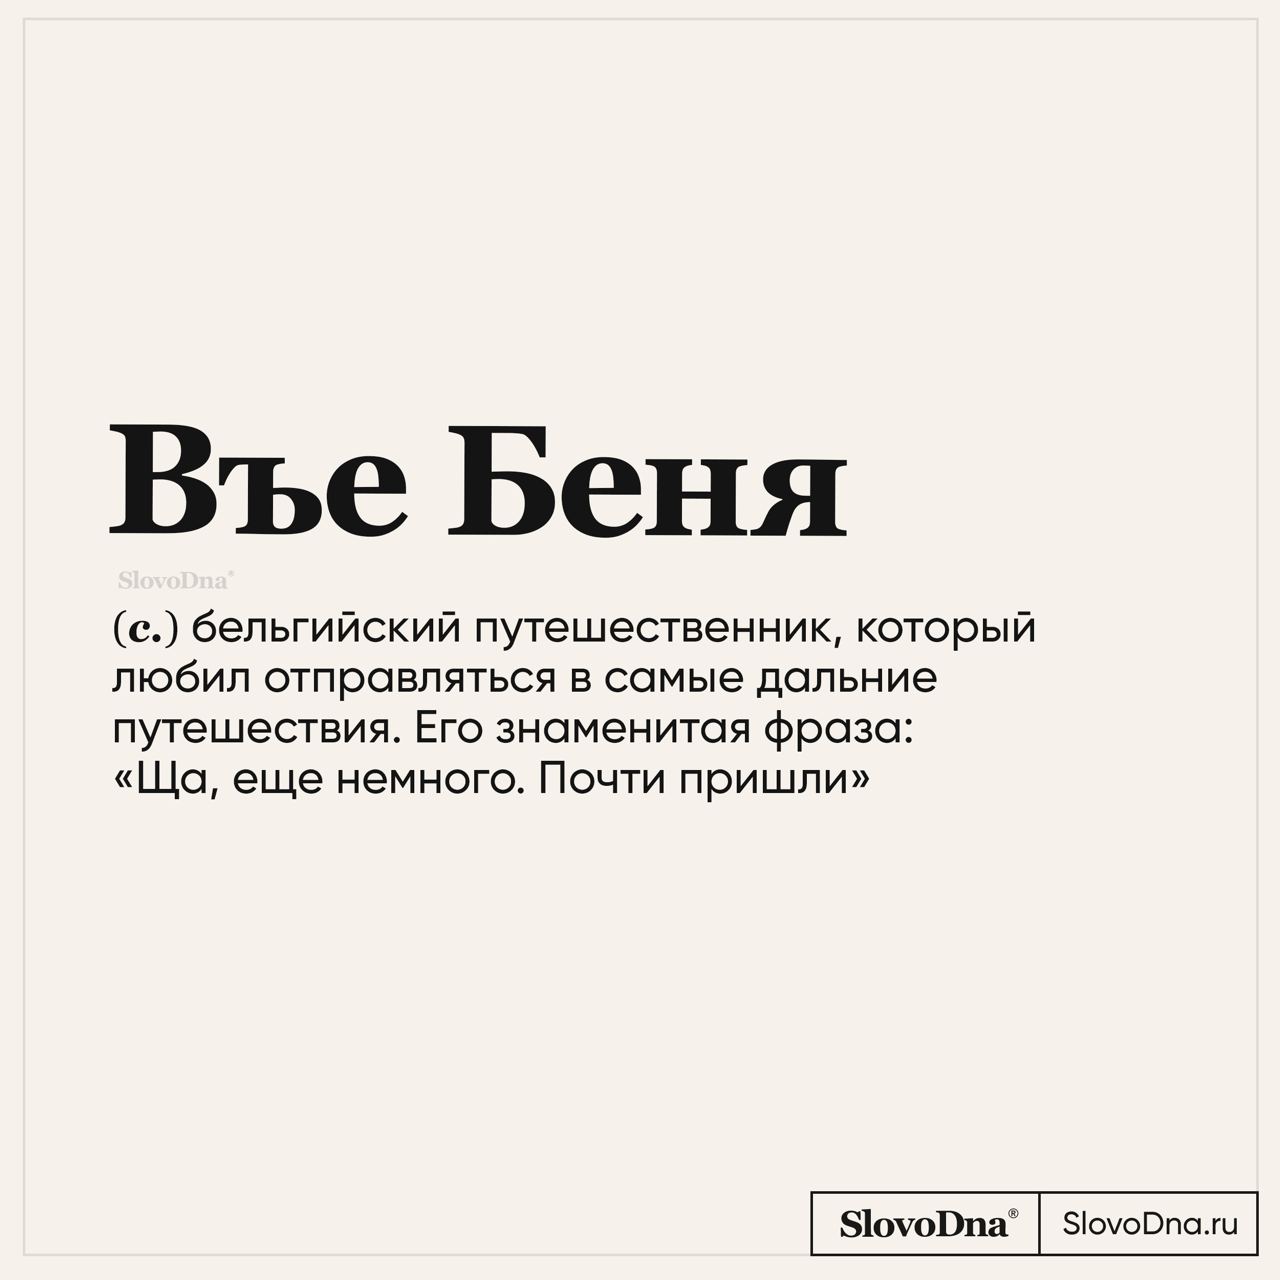 Въе Беня
SlovoDna®
(с.) бельгийский путешественник, который
любил отправляться в самые дальние
путешествия. Его знаменитая фраза:
«Ща, еще немного. Почти пришли»
SlovoDna® SlovoDna.ru